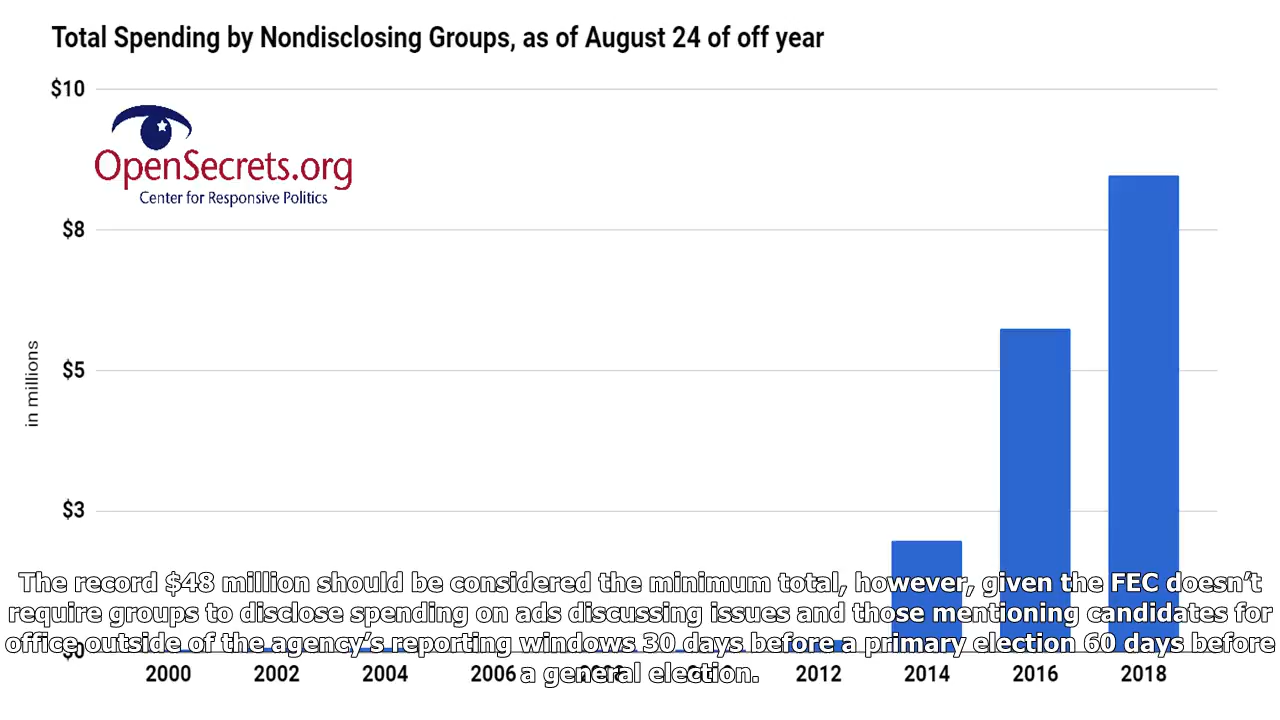 Total Spending by Nondisclosing Groups, as of August 24 of off year
$10
OpenSecrets.org
Center for Responsive Politics
$8
$5
in millions
$3
The record $48 million should be considered the minimum total, however, given the FEC doesn’t
require groups to disclose spending on ads discussing issues and those mentioning candidates for
office outside of the agency’s reporting windows 30 days before a primary election 60 days before
a general election.
$0
2000 2002 2004 2006 2012 2014 2016 2018